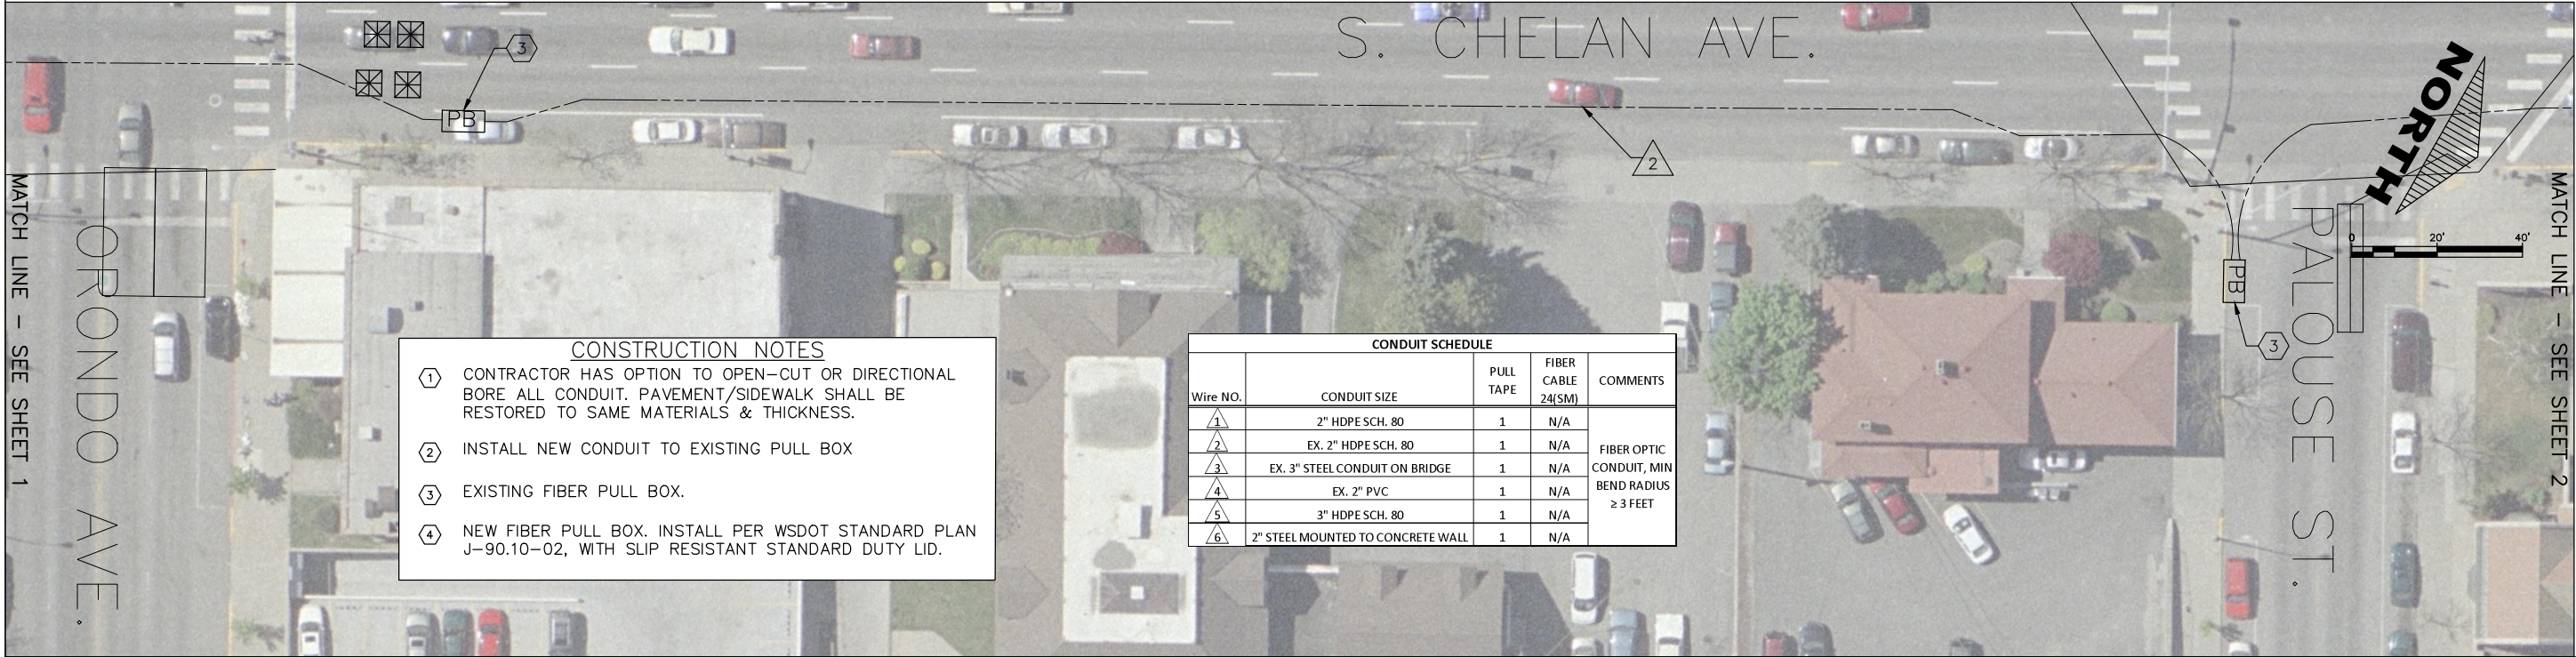 S. CHELAN AVE.
3
PB
2
NORTH
0 20' 40'
MATCH LINE - SEE SHEET 1
ORONDO AVE.
PB
3
PALOUSE ST.
MATCH LINE - SEE SHEET 2
CONSTRUCTION NOTES
1 CONTRACTOR HAS OPTION TO OPEN-CUT OR DIRECTIONAL
BORE ALL CONDUIT. PAVEMENT/SIDEWALK SHALL BE
RESTORED TO SAME MATERIALS & THICKNESS.
2 INSTALL NEW CONDUIT TO EXISTING PULL BOX
3 EXISTING FIBER PULL BOX.
4 NEW FIBER PULL BOX. INSTALL PER WSDOT STANDARD PLAN
J-90.10-02, WITH SLIP RESISTANT STANDARD DUTY LID.
CONDUIT SCHEDULE
Wire NO. CONDUIT SIZE PULL TAPE FIBER CABLE 24(SM) COMMENTS
1 2" HDPE SCH. 80 1 N/A
2 EX. 2" HDPE SCH. 80 1 N/A
3 EX. 3" STEEL CONDUIT ON BRIDGE 1 N/A
4 EX. 2" PVC 1 N/A
5 3" HDPE SCH. 80 1 N/A
6 2" STEEL MOUNTED TO CONCRETE WALL 1 N/A
FIBER OPTIC
CONDUIT, MIN
BEND RADIUS
≥ 3 FEET